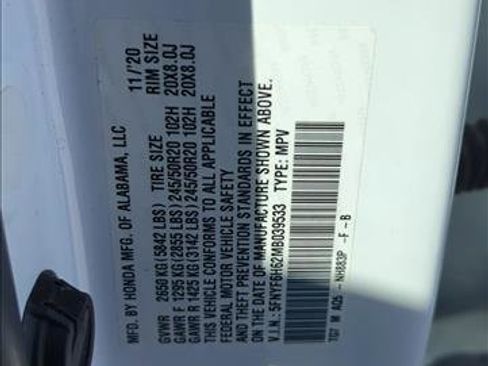 MFD. BY HONDA MFG. OF ALABAMA, LLC 11/'20
GVWR 2650 KG(5842 LBS) TIRE SIZE RIM SIZE
GAWR F 1295 KG(2855 LBS) 245/50R20 102H 20X8.0J
GAWR R 1425 KG(3142 LBS) 245/50R20 102H 20X8.0J
THIS VEHICLE CONFORMS TO ALL APPLICABLE
FEDERAL MOTOR VEHICLE SAFETY
AND THEFT PREVENTION STANDARDS IN EFFECT
ON THE DATE OF MANUFACTURE SHOWN ABOVE.
V.I.N.: 5FNYF8H62MB039533 TYPE: MPV
TG7 M A05 - NH883P -F-B